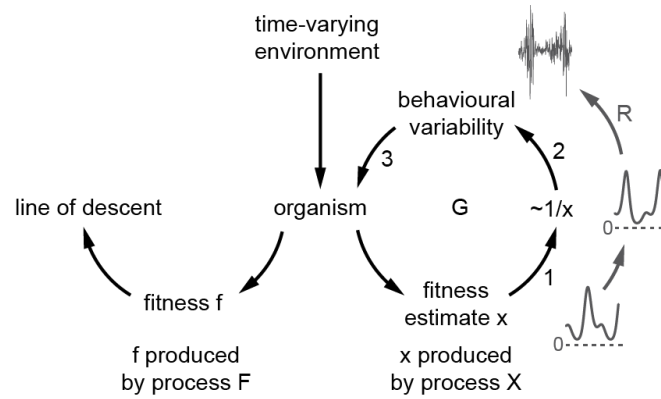 time-varying
environment
behavioural
variability
R
3
2
line of descent
organism
G
~1/x
0
1
fitness f
fitness
estimate x
0
f produced
by process F
x produced
by process X